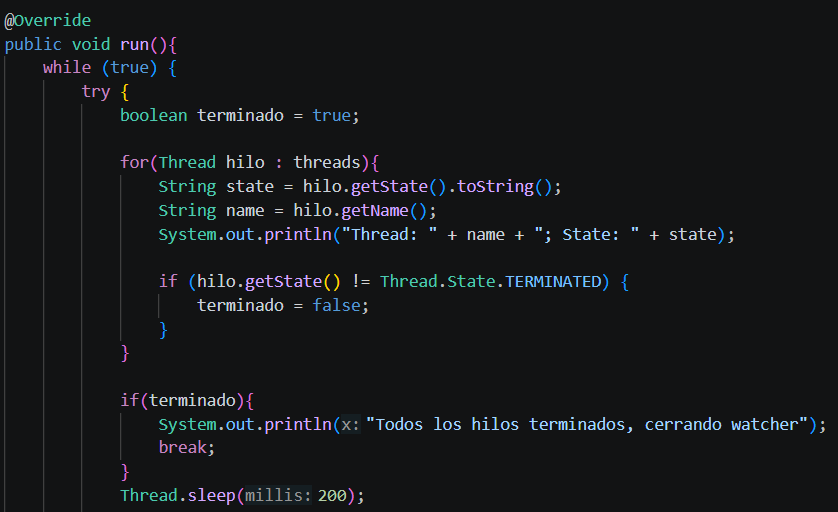 @Override
public void run(){
while (true) {
try {
boolean terminado = true;
for(Thread hilo : threads){
String state = hilo.getState().toString();
String name = hilo.getName();
System.out.println("Thread: " + name + "; State: " + state);
if (hilo.getState() != Thread.State.TERMINATED) {
terminado = false;
}
}
if(terminado){
System.out.println(x: "Todos los hilos terminados, cerrando watcher");
break;
}
Thread.sleep(millis: 200);